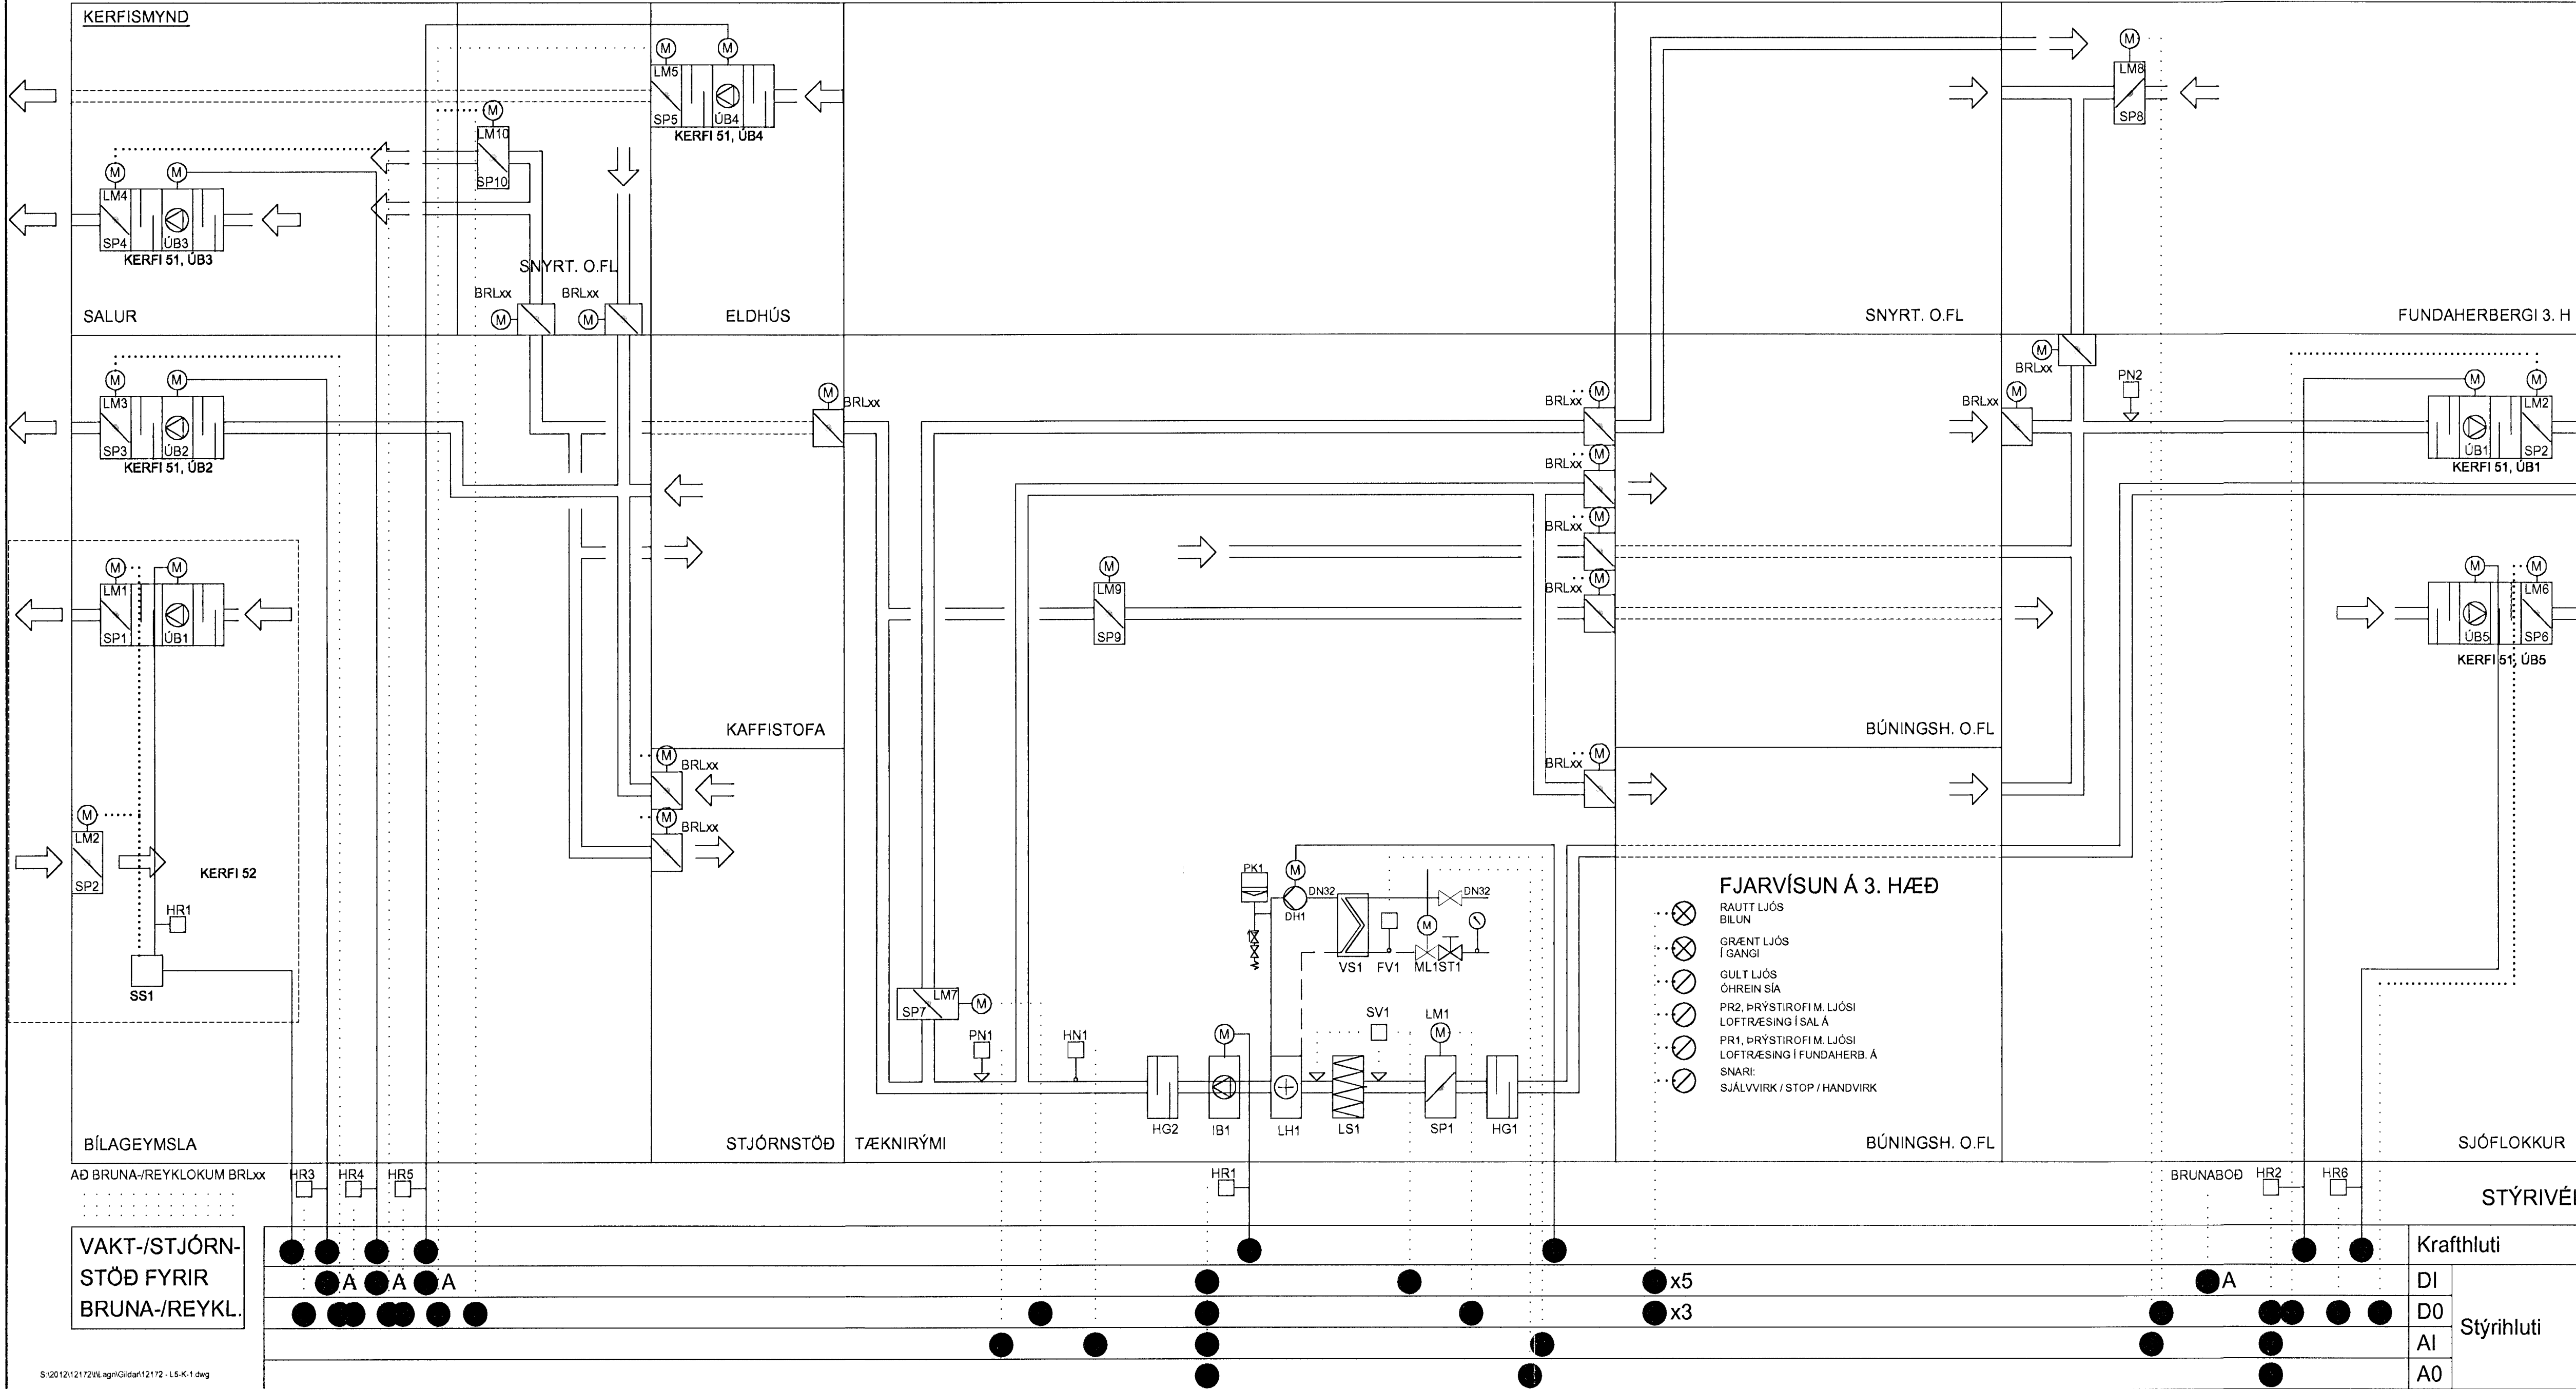 KERFISMYND
M
M
LM5
SP5
ÚB4
KERFI 51, ÚB4
M
LM10
SP10
M
M
LM4
SP4
ÚB3
KERFI 51, ÚB3
SNYRT. O.FL
BRLxx
BRLxx
M
M
SALUR
ELDHÚS
M
LM8
SP8
SNYRT. O.FL
FUNDAHERBERGI 3. H
M
M
LM3
SP3
ÚB2
KERFI 51, ÚB2
M
BRLxx
M
BRLxx
M
BRLxx
M
BRLxx
M
BRLxx
M
BRLxx
M
BRLxx
PN2
M
M
LM2
ÚB1
SP2
KERFI 51, ÚB1
M
M
LM1
SP1
ÚB1
M
LM9
SP9
M
M
LM6
ÚB5
SP6
KERFI 51, ÚB5
KAFFISTOFA
BÚNINGSH. O.FL
M
BRLxx
M
BRLxx
M
BRLxx
M
LM2
SP2
KERFI 52
HR1
SS1
PK1
M
DN32
DH1
DN32
M
VS1
FV1
ML1
ST1
LM7
SP7
M
PN1
HN1
M
SV1
LM1
M
HG2
IB1
LH1
LS1
SP1
HG1
FJARVÍSUN Á 3. HÆÐ
RAUTT LJÓS
BILUN
GRÆNT LJÓS
Í GANGI
GULT LJÓS
ÓHREIN SÍA
PR2, ÞRÝSTIROFI M. LJÓSI
LOFTRÆSING Í SAL Á
PR1, ÞRÝSTIROFI M. LJÓSI
LOFTRÆSING Í FUNDAHERB. Á
SNARI:
SJÁLVVIRK / STOP / HANDVIRK
BÍLAGEYMSLA
STJÓRNSTÖÐ
TÆKNIRÝMI
BÚNINGSH. O.FL
SJÓFLOKKUR
AÐ BRUNA-/REYKLOKUM BRLxx
HR3
HR4
HR5
HR1
BRUNABOÐ
HR2
HR6
STÝRIVÉL
VAKT-/STJÓRN-
STÖÐ FYRIR
BRUNA-/REYKL.
Krafthluti
A
A
A
x5
A
DI
x3
D0
Stýrihluti
AI
A0